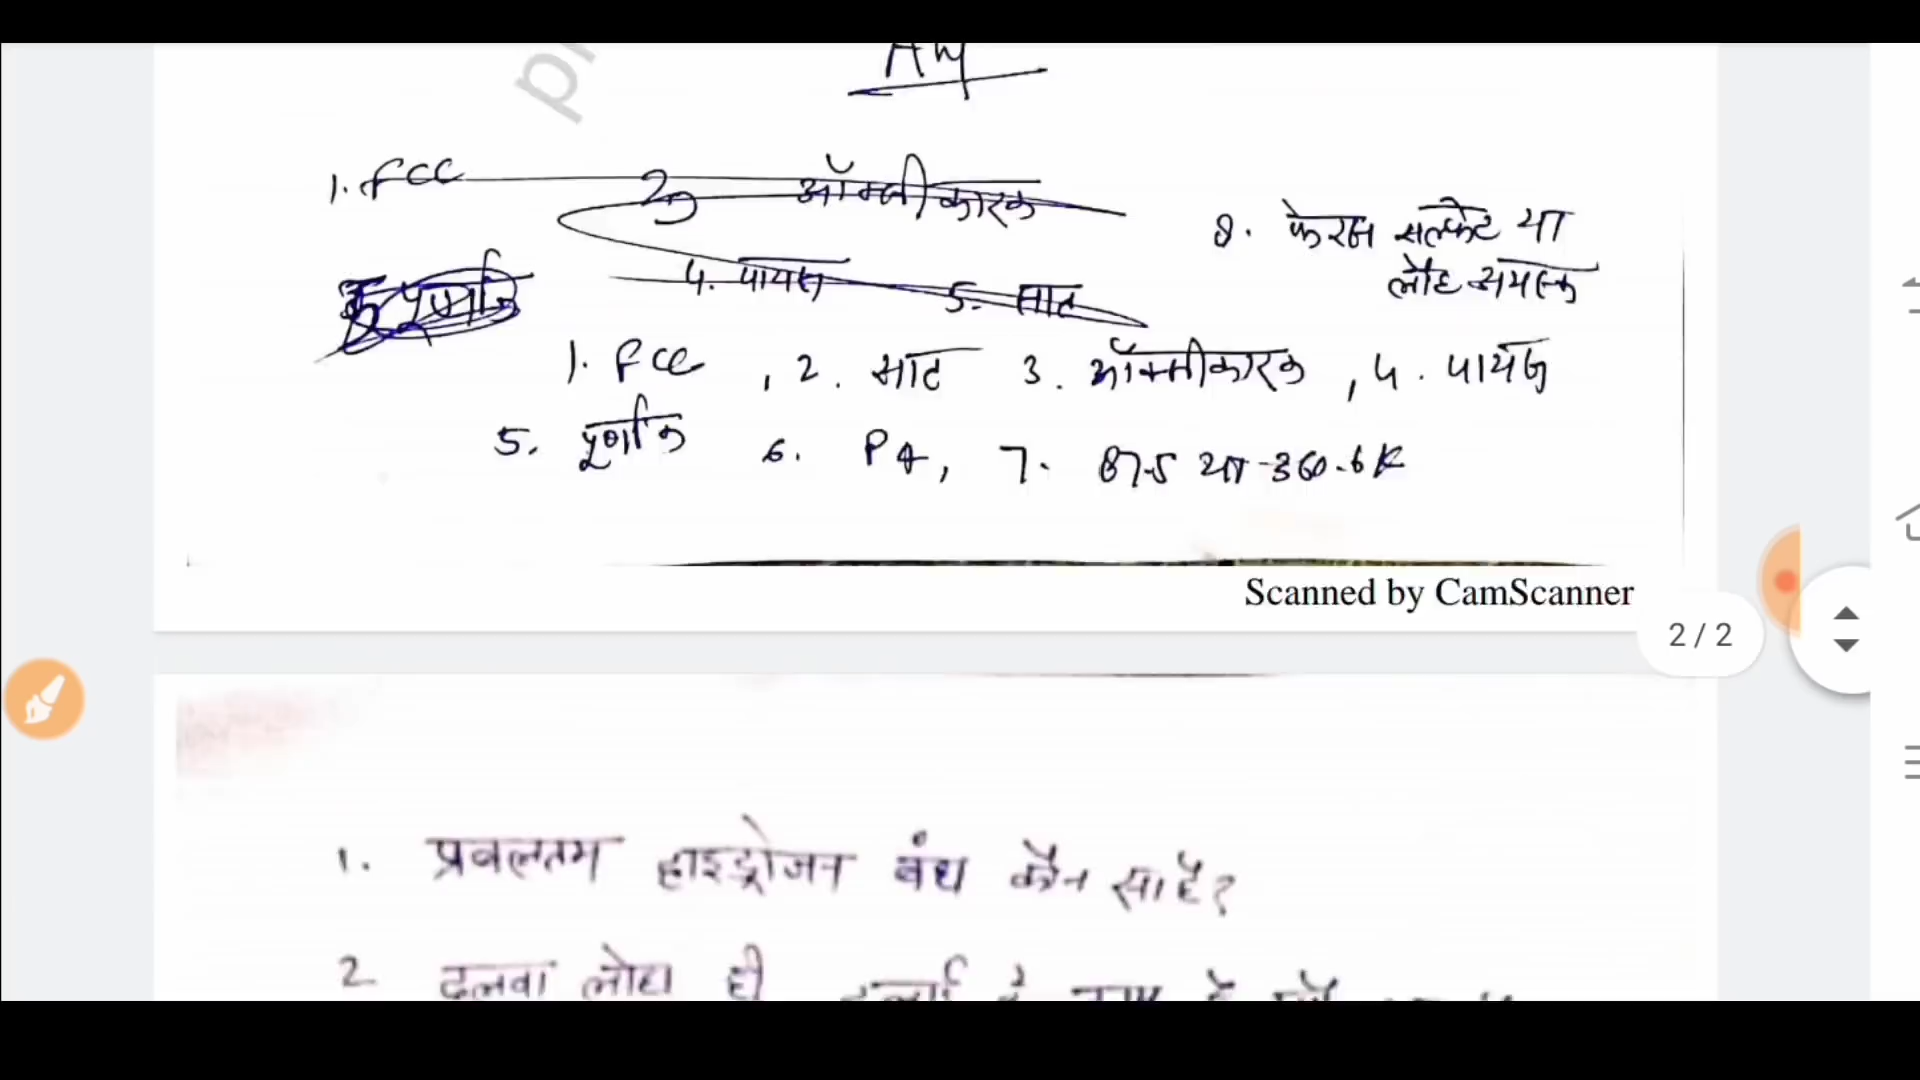 Any
1. fcc 2 ऑक्सीकारक
8. फेरस सल्फेट या
4. पायस 5. सात
लौह अयस्क
1. FCC , 2. सात 3. ऑक्सीकारक , 4. पायस
5. पूर्णांक 6. P4, 7. 87.5 या -360.6K
Scanned by CamScanner
2 / 2
1. प्रबलतम हाइड्रोजन बंध कौन सा है?
2 ढलवा लोहा ही